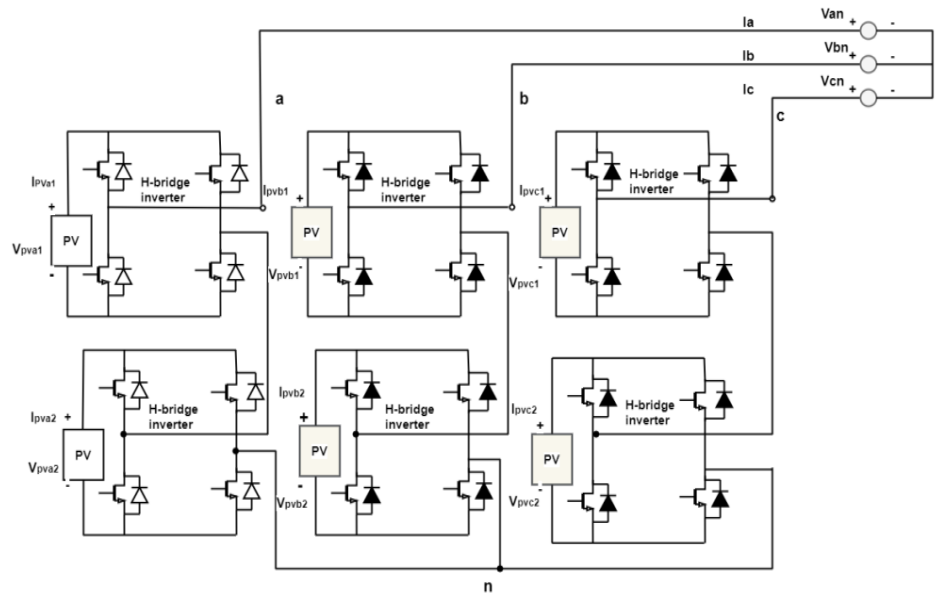 Van
+
-
Ia
Vbn
+
-
Ib
Vcn
+
-
Ic
a
b
c
IPVa1
H-bridge
inverter
Ipvb1
H-bridge
inverter
Ipvc1
H-bridge
inverter
+
PV
Vpva1
-
+
PV
Vpvb1
-
+
PV
Vpvc1
-
Ipva2
H-bridge
inverter
Ipvb2
H-bridge
inverter
Ipvc2
H-bridge
inverter
+
PV
Vpva2
-
+
PV
Vpvb2
-
+
PV
Vpvc2
-
n